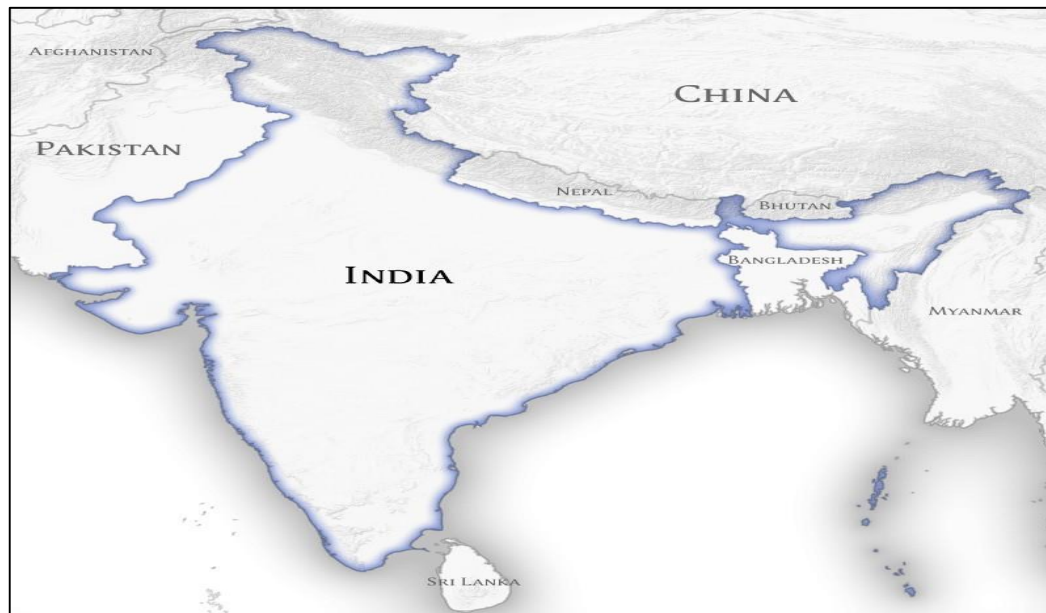 AFGHANISTAN
CHINA
PAKISTAN
NEPAL
BHUTAN
BANGLADESH
INDIA
MYANMAR
SRI LANKA